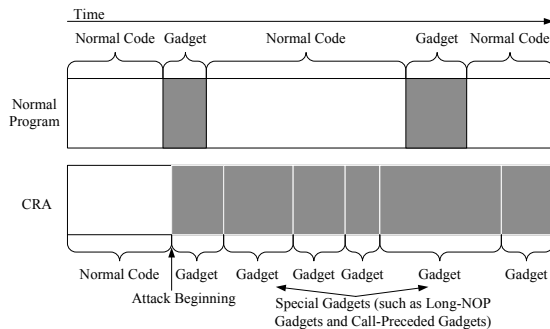 Time
Normal Code Gadget Normal Code Gadget Normal Code
Normal
Program
CRA
Normal Code Gadget Gadget Gadget Gadget Gadget Gadget
Attack Beginning
Special Gadgets (such as Long-NOP
Gadgets and Call-Preceded Gadgets)